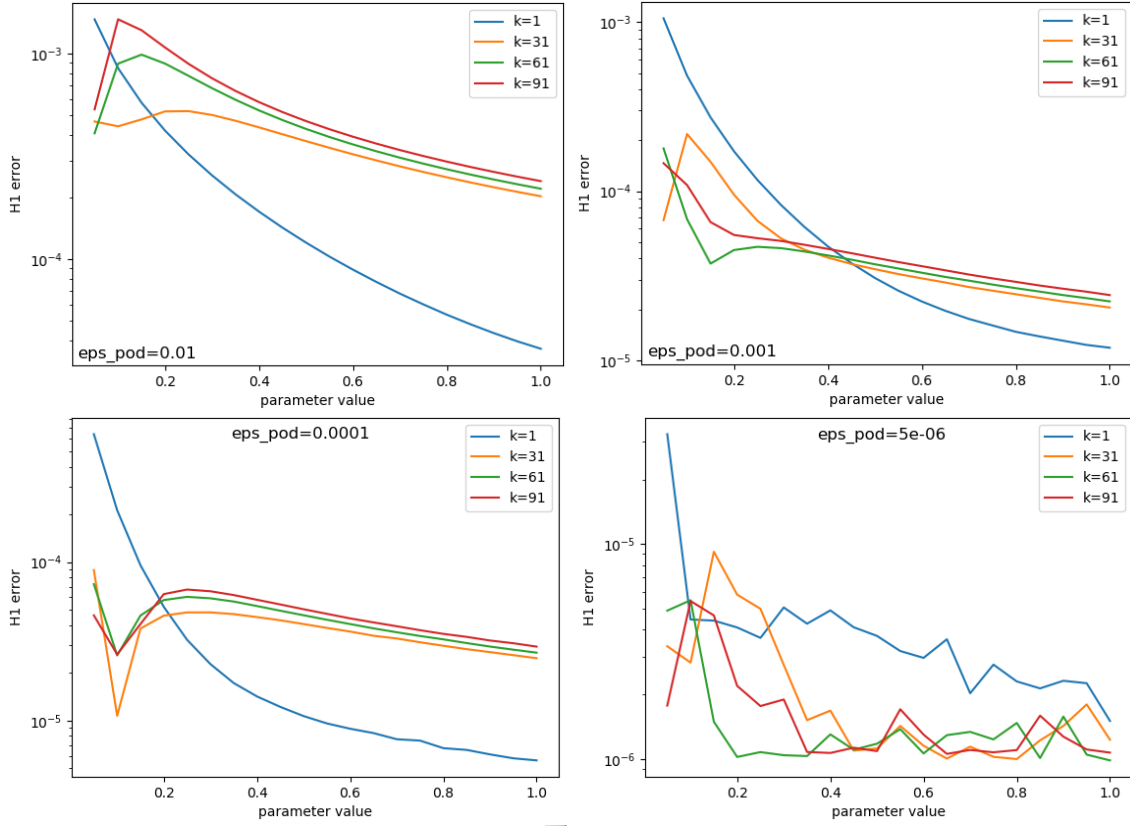 10⁻³
10⁻⁴
H1 error
k=1
k=31
k=61
k=91
eps_pod=0.01
0.2 0.4 0.6 0.8 1.0
parameter value
10⁻³
10⁻⁴
10⁻⁵
H1 error
k=1
k=31
k=61
k=91
eps_pod=0.001
0.2 0.4 0.6 0.8 1.0
parameter value
eps_pod=0.0001
10⁻⁴
10⁻⁵
H1 error
k=1
k=31
k=61
k=91
0.2 0.4 0.6 0.8 1.0
parameter value
eps_pod=5e-06
10⁻⁵
10⁻⁶
H1 error
k=1
k=31
k=61
k=91
0.2 0.4 0.6 0.8 1.0
parameter value